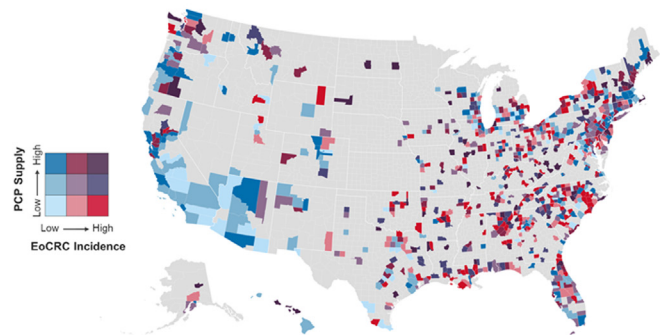 PCP Supply
Low → High
Low → High
EoCRC Incidence